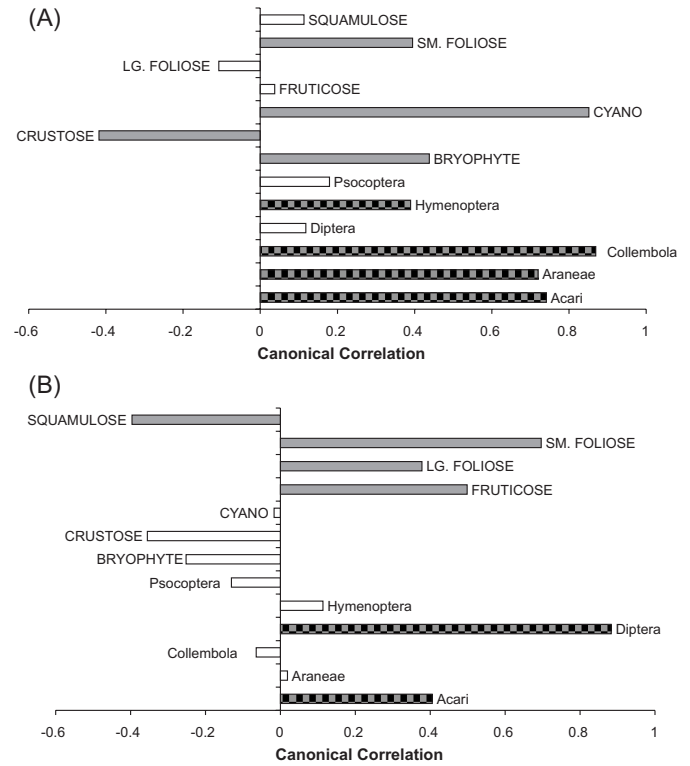 (A)
SQUAMULOSE
SM. FOLIOSE
LG. FOLIOSE
FRUTICOSE
CYANO
CRUSTOSE
BRYOPHYTE
Psocoptera
Hymenoptera
Diptera
Collembola
Araneae
Acari
-0.6 -0.4 -0.2 0 0.2 0.4 0.6 0.8 1
Canonical Correlation
(B)
SQUAMULOSE
SM. FOLIOSE
LG. FOLIOSE
FRUTICOSE
CYANO
CRUSTOSE
BRYOPHYTE
Psocoptera
Hymenoptera
Diptera
Collembola
Araneae
Acari
-0.6 -0.4 -0.2 0 0.2 0.4 0.6 0.8 1
Canonical Correlation